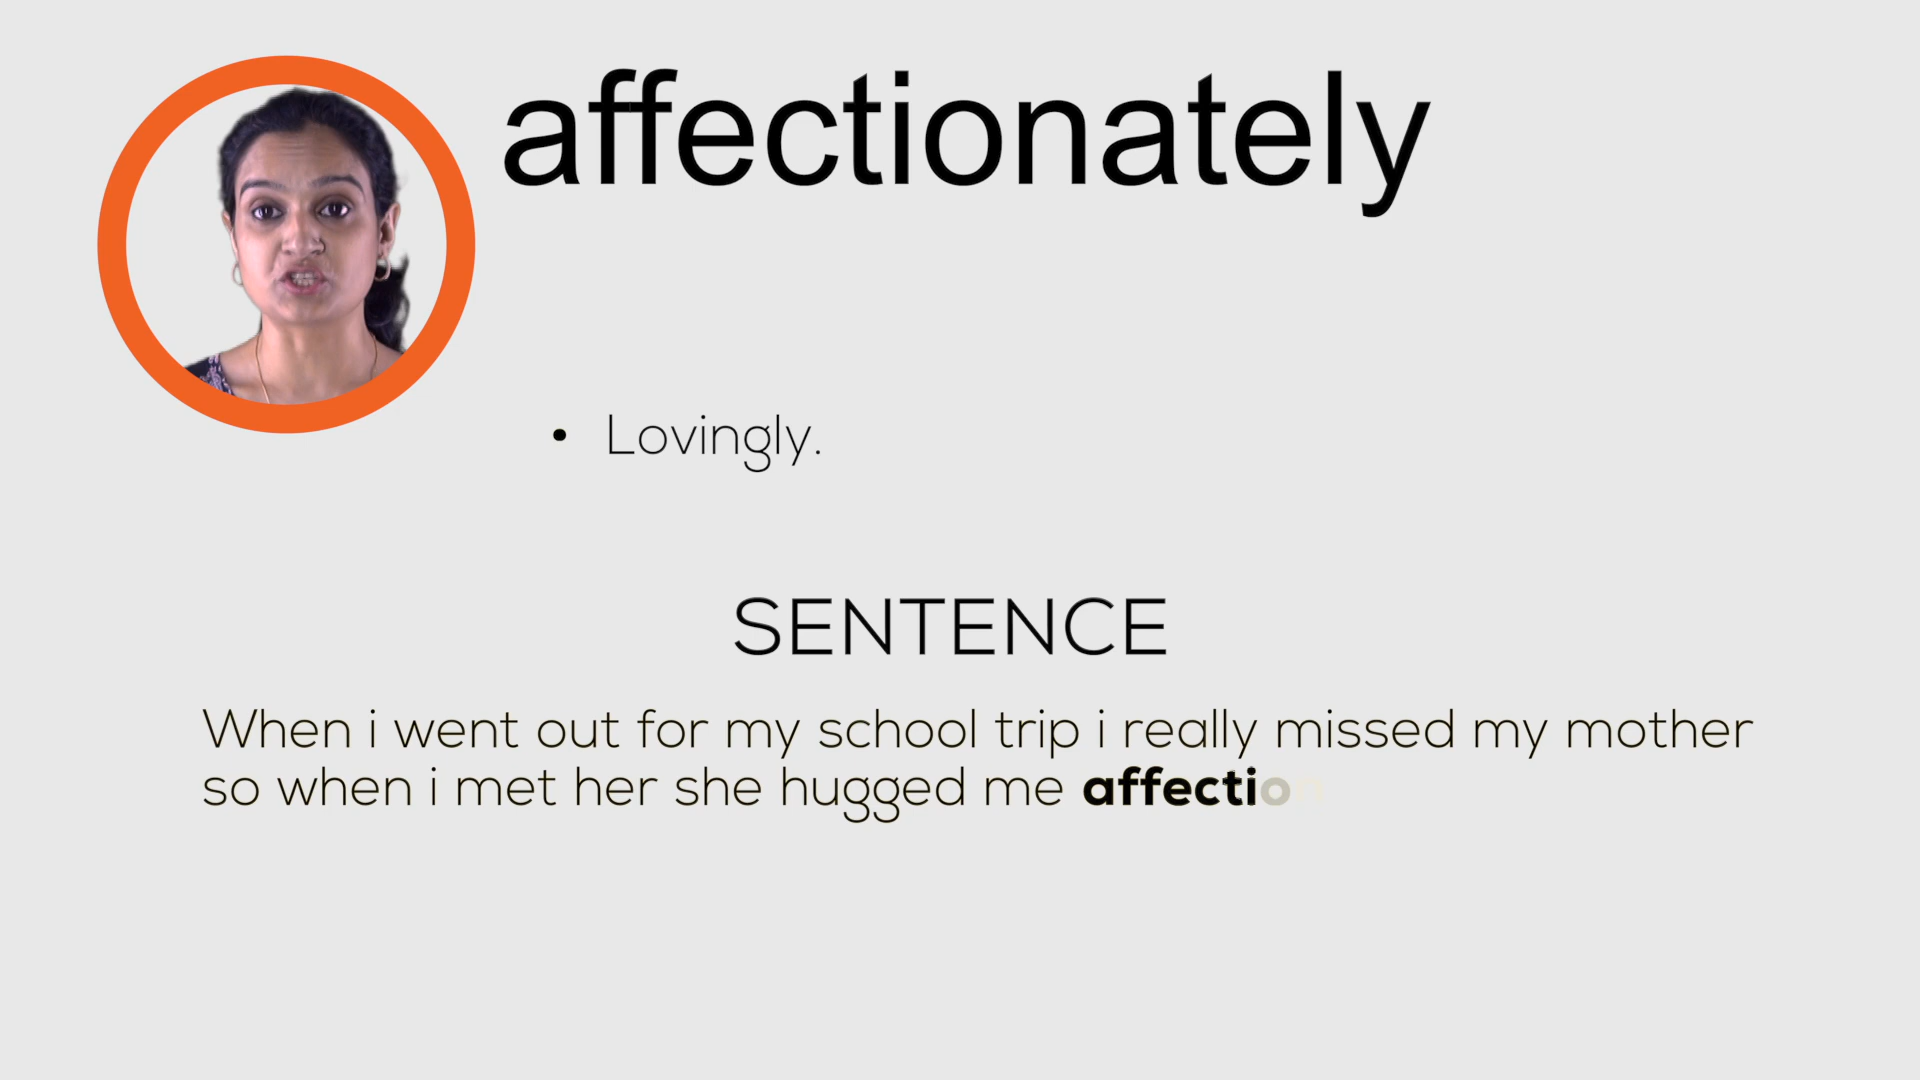 affectionately
• Lovingly.
SENTENCE
When i went out for my school trip i really missed my mother
so when i met her she hugged me affection